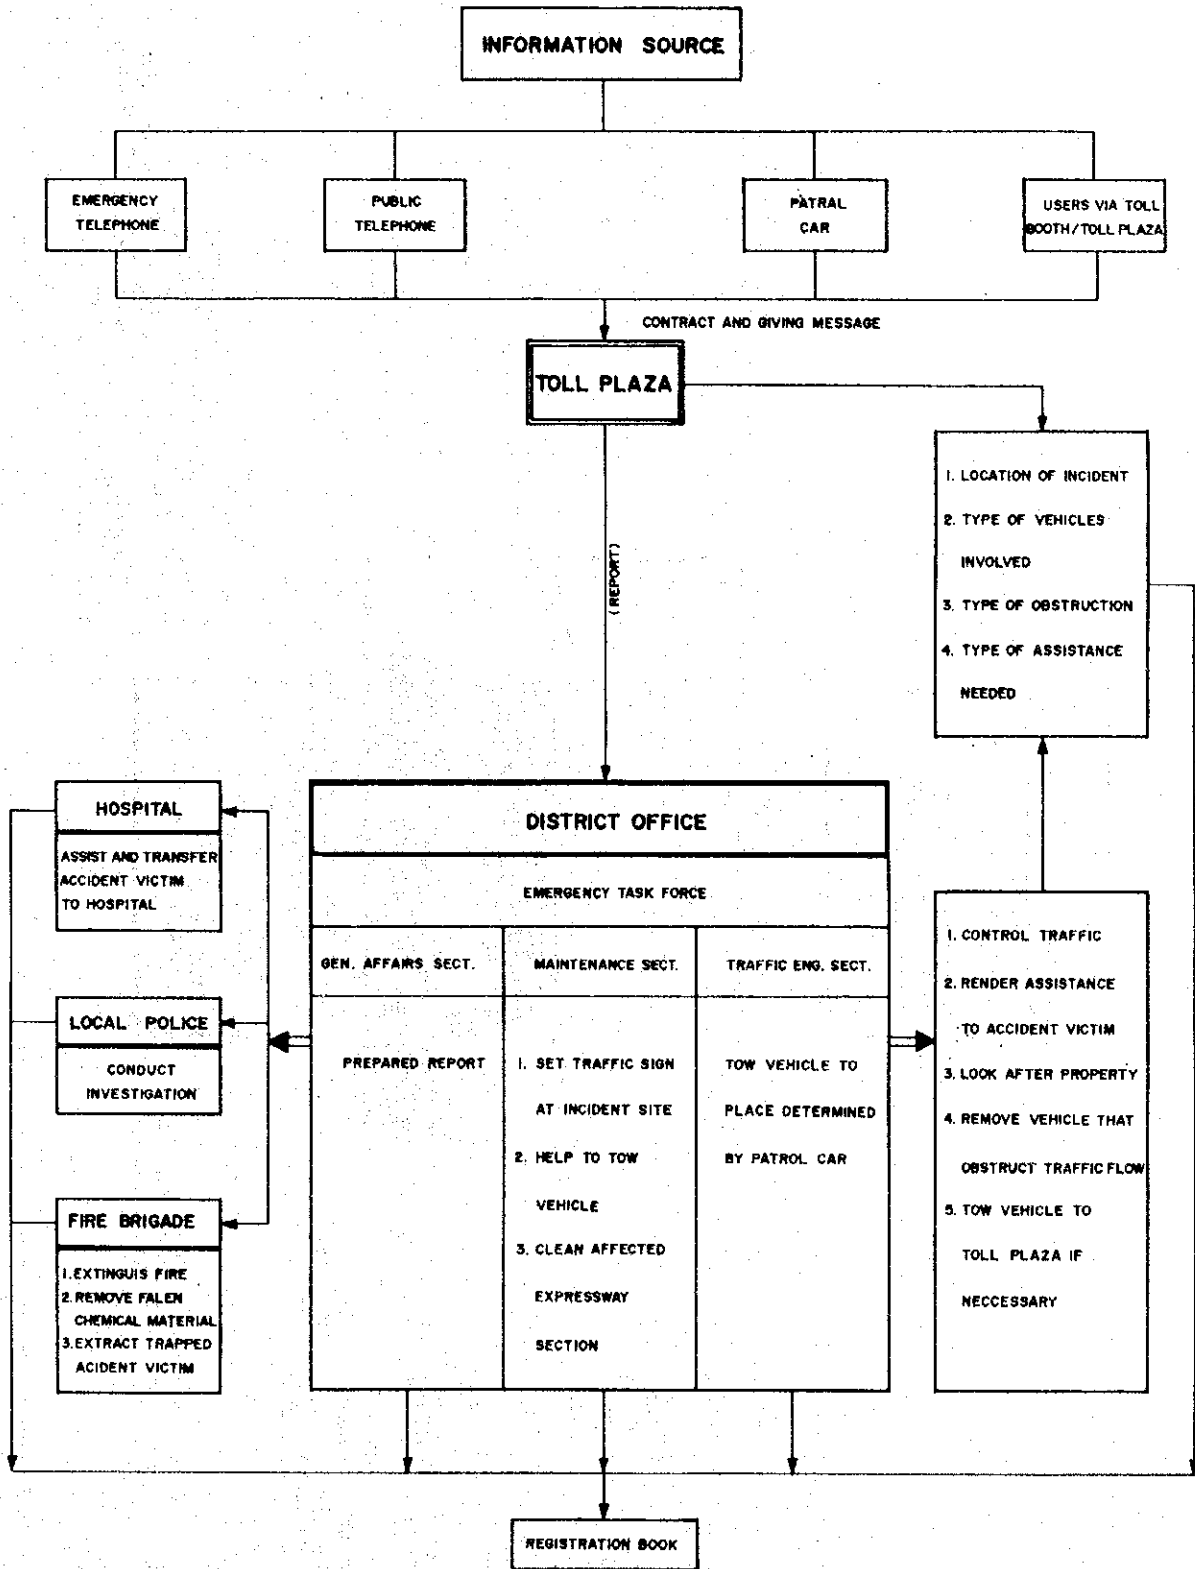 INFORMATION SOURCE
EMERGENCY
TELEPHONE
PUBLIC
TELEPHONE
PATRAL
CAR
USERS VIA TOLL
BOOTH/TOLL PLAZA
CONTRACT AND GIVING MESSAGE
TOLL PLAZA
(REPORT)
1. LOCATION OF INCIDENT
2. TYPE OF VEHICLES
INVOLVED
3. TYPE OF OBSTRUCTION
4. TYPE OF ASSISTANCE
NEEDED
HOSPITAL
ASSIST AND TRANSFER
ACCIDENT VICTIM
TO HOSPITAL
LOCAL POLICE
CONDUCT
INVESTIGATION
FIRE BRIGADE
1. EXTINGUIS FIRE
2. REMOVE FALEN
CHEMICAL MATERIAL
3. EXTRACT TRAPPED
ACIDENT VICTIM
DISTRICT OFFICE
EMERGENCY TASK FORCE
GEN. AFFAIRS SECT.
PREPARED REPORT
MAINTENANCE SECT.
1. SET TRAFFIC SIGN
AT INCIDENT SITE
2. HELP TO TOW
VEHICLE
3. CLEAN AFFECTED
EXPRESSWAY
SECTION
TRAFFIC ENG. SECT.
TOW VEHICLE TO
PLACE DETERMINED
BY PATROL CAR
1. CONTROL TRAFFIC
2. RENDER ASSISTANCE
TO ACCIDENT VICTIM
3. LOOK AFTER PROPERTY
4. REMOVE VEHICLE THAT
OBSTRUCT TRAFFIC FLOW
5. TOW VEHICLE TO
TOLL PLAZA IF
NECCESSARY
REGISTRATION BOOK